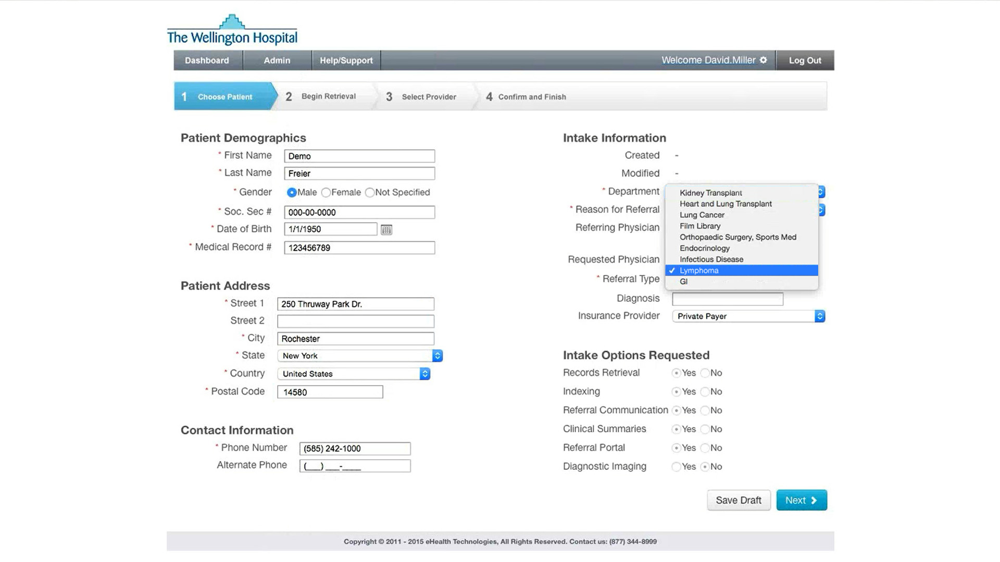 The Wellington Hospital
Dashboard Admin Help/Support Welcome David.Miller Log Out
1 Choose Patient 2 Begin Retrieval 3 Select Provider 4 Confirm and Finish
Patient Demographics
* First Name Demo
* Last Name Freier
* Gender Male Female Not Specified
* Soc. Sec # 000-00-0000
* Date of Birth 1/1/1950
* Medical Record # 123456789
Patient Address
* Street 1 250 Thruway Park Dr.
Street 2
* City Rochester
* State New York
* Country United States
* Postal Code 14580
Contact Information
* Phone Number (585) 242-1000
Alternate Phone (___) ___-____
Intake Information
Created -
Modified -
* Department
* Reason for Referral
Referring Physician
Requested Physician
* Referral Type
Kidney Transplant
Heart and Lung Transplant
Lung Cancer
Film Library
Orthopaedic Surgery, Sports Med
Endocrinology
Infectious Disease
✓ Lymphoma
GI
Diagnosis
Insurance Provider Private Payer
Intake Options Requested
Records Retrieval Yes No
Indexing Yes No
Referral Communication Yes No
Clinical Summaries Yes No
Referral Portal Yes No
Diagnostic Imaging Yes No
Save Draft Next
Copyright © 2011 - 2015 eHealth Technologies, All Rights Reserved. Contact us: (877) 344-8999